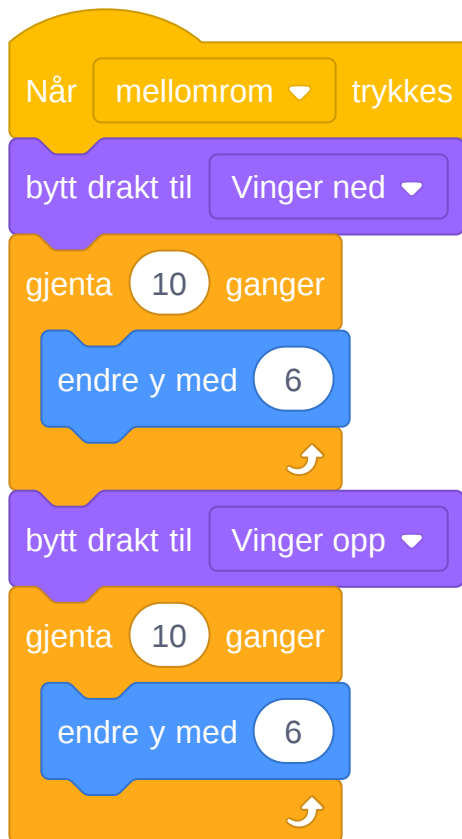 Når mellomrom trykkes
bytt drakt til Vinger ned
gjenta 10 ganger
endre y med 6
bytt drakt til Vinger opp
gjenta 10 ganger
endre y med 6